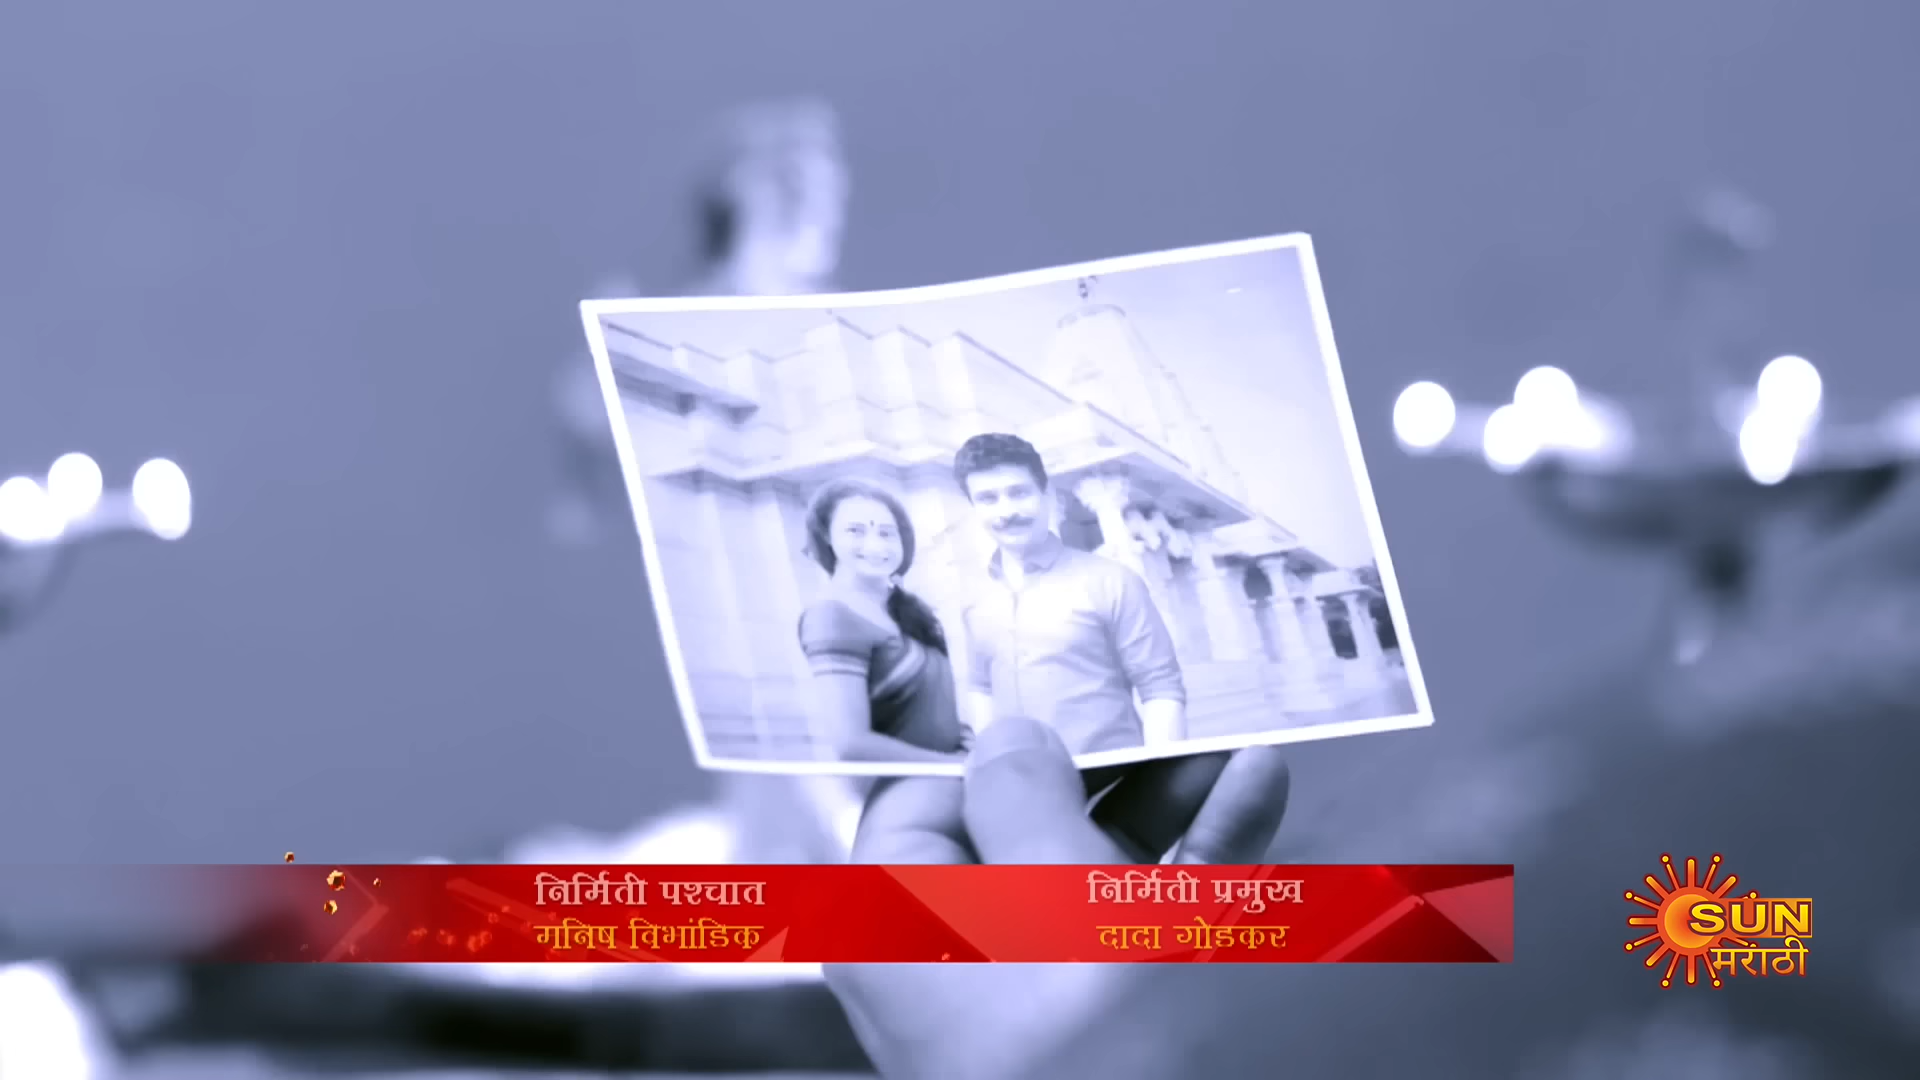 निर्मिती पश्चात
मनिष विभांडिक
निर्मिती प्रमुख
दादा गोडकर
SUN
मराठी